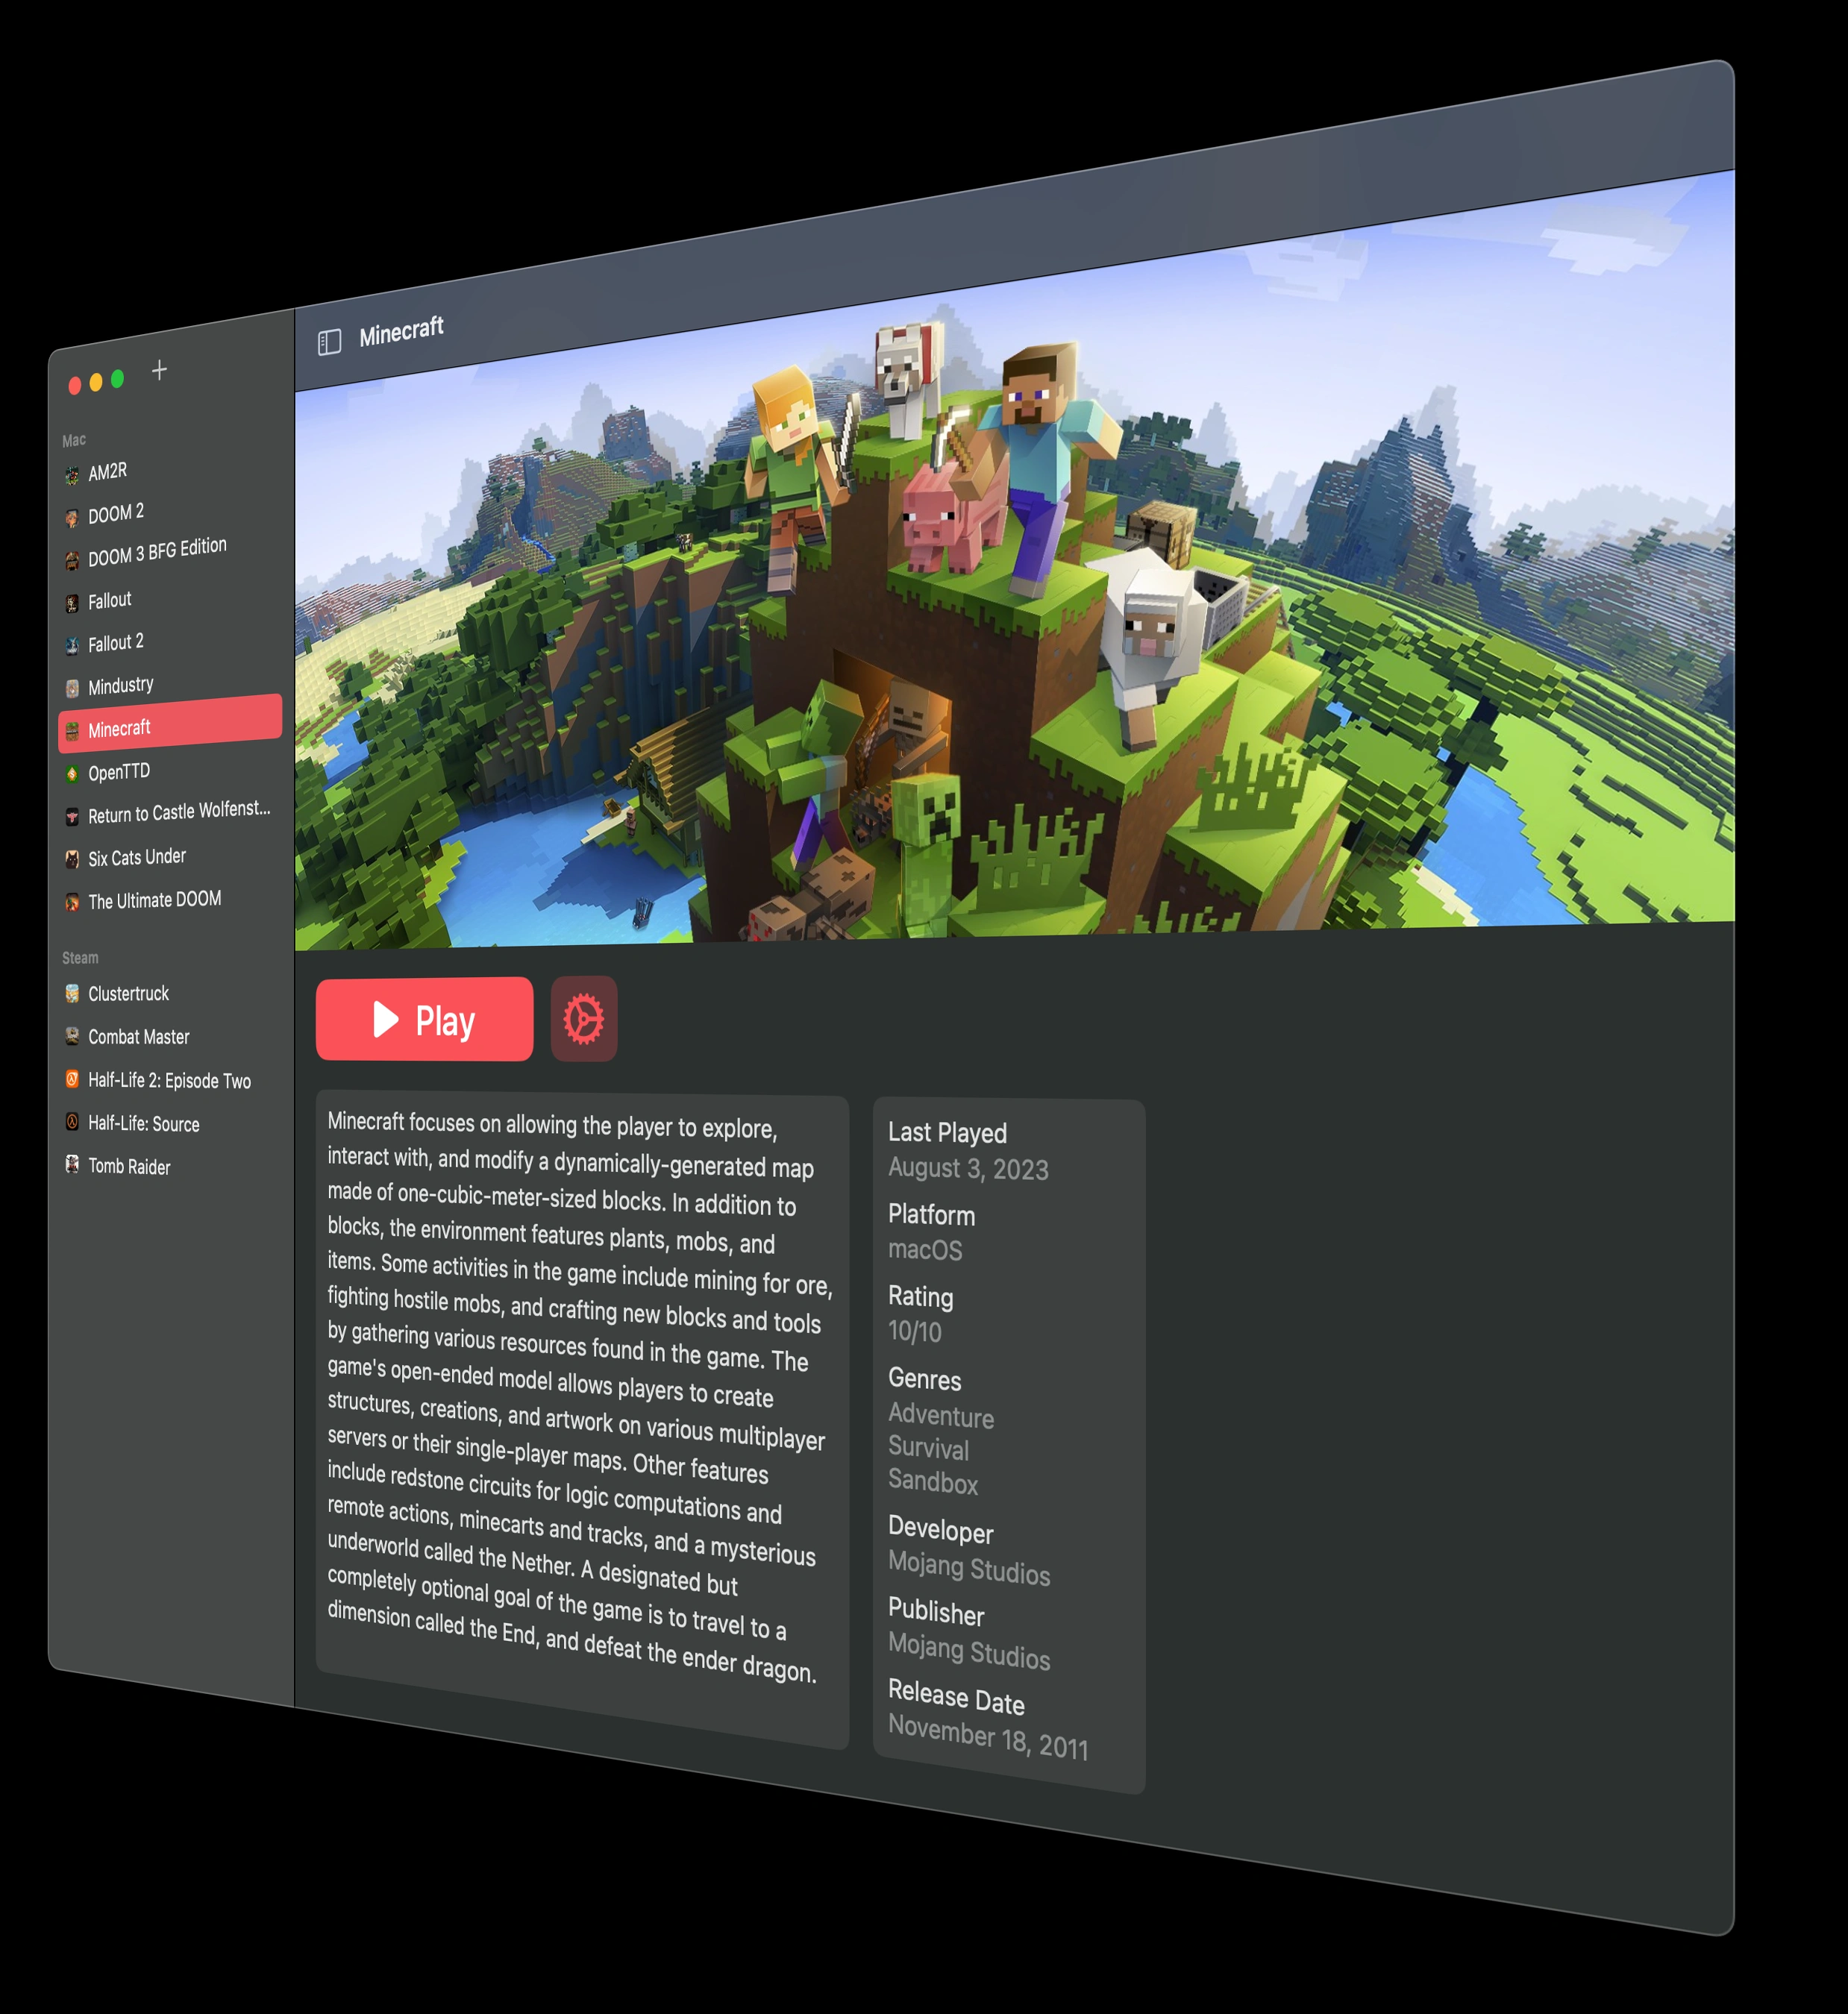 Minecraft
Mac
AM2R
DOOM 2
DOOM 3 BFG Edition
Fallout
Fallout 2
Mindustry
Minecraft
OpenTTD
Return to Castle Wolfenst...
Six Cats Under
The Ultimate DOOM
Steam
Clustertruck
Combat Master
Half-Life 2: Episode Two
Half-Life: Source
Tomb Raider
Play
Minecraft focuses on allowing the player to explore,
interact with, and modify a dynamically-generated map
made of one-cubic-meter-sized blocks. In addition to
blocks, the environment features plants, mobs, and
items. Some activities in the game include mining for ore,
fighting hostile mobs, and crafting new blocks and tools
by gathering various resources found in the game. The
game's open-ended model allows players to create
structures, creations, and artwork on various multiplayer
servers or their single-player maps. Other features
include redstone circuits for logic computations and
remote actions, minecarts and tracks, and a mysterious
underworld called the Nether. A designated but
completely optional goal of the game is to travel to a
dimension called the End, and defeat the ender dragon.
Last Played
August 3, 2023
Platform
macOS
Rating
10/10
Genres
Adventure
Survival
Sandbox
Developer
Mojang Studios
Publisher
Mojang Studios
Release Date
November 18, 2011